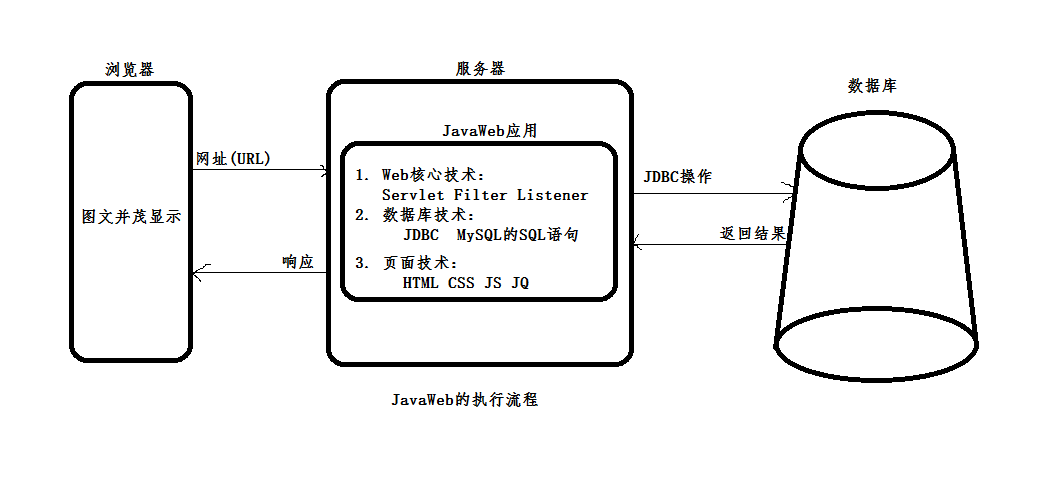 浏览器
服务器
数据库
JavaWeb应用
网址(URL)
图文并茂显示
响应
1. Web核心技术:
Servlet Filter Listener
2. 数据库技术:
JDBC MySQL的SQL语句
3. 页面技术:
HTML CSS JS JQ
JDBC操作
返回结果
JavaWeb的执行流程